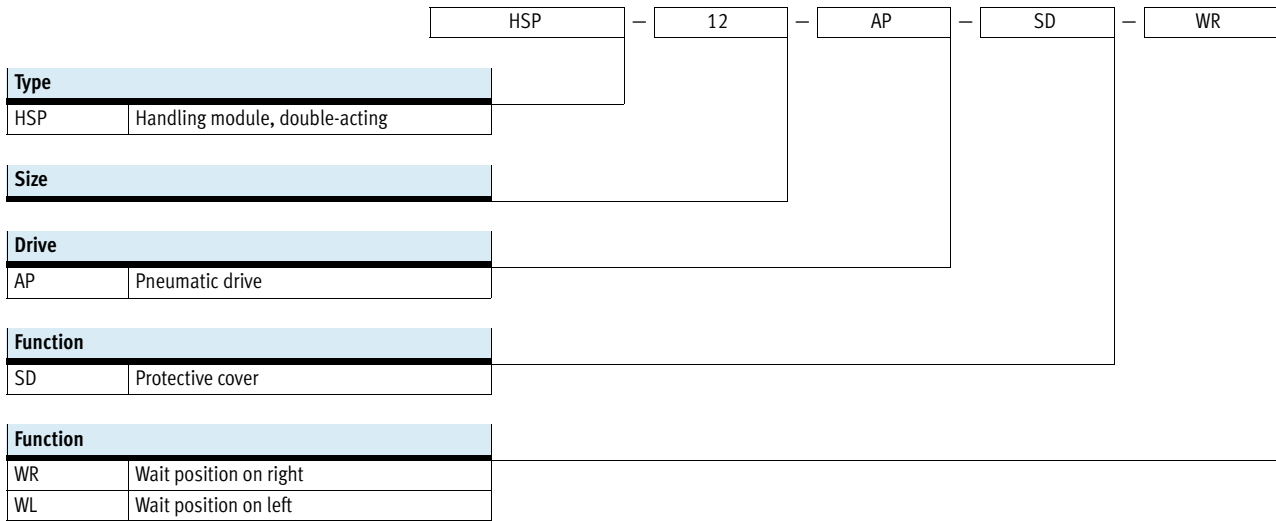 HSP – 12 – AP – SD – WR
Type
HSP Handling module, double-acting
Size
Drive
AP Pneumatic drive
Function
SD Protective cover
Function
WR Wait position on right
WL Wait position on left